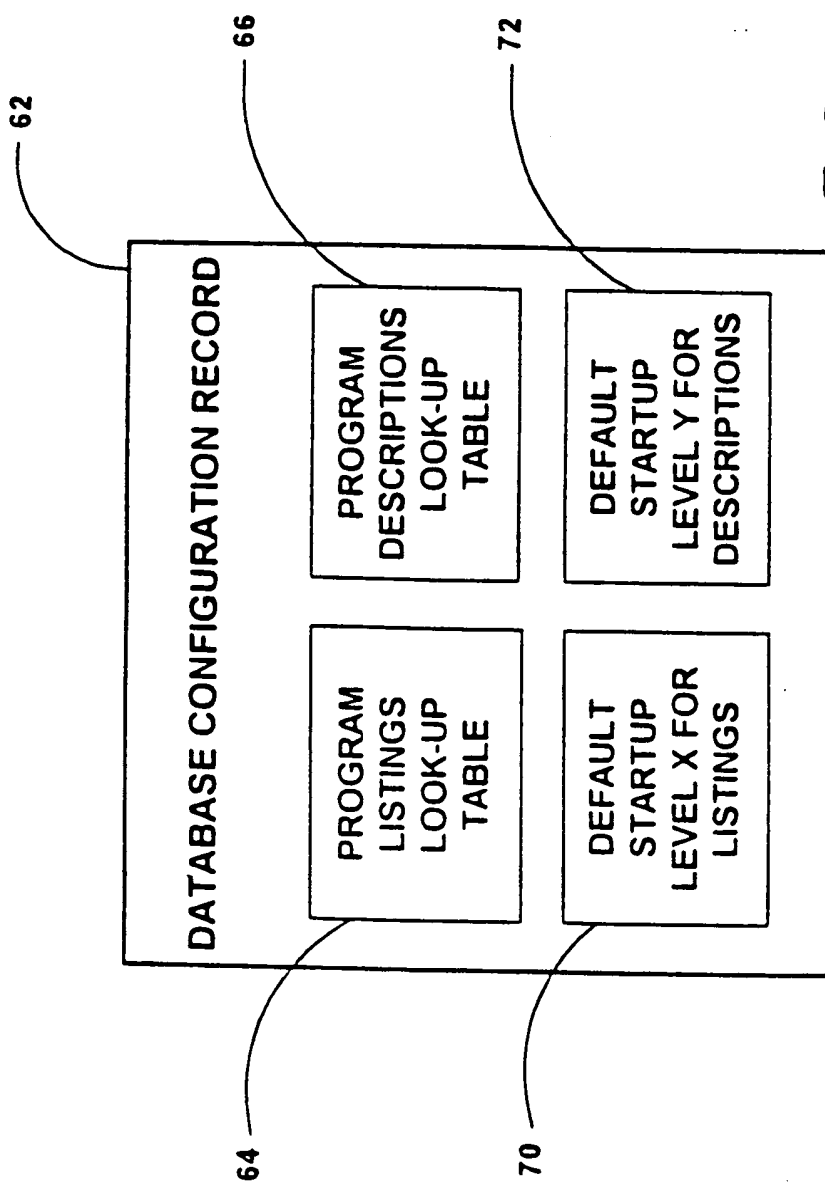 62
DATABASE CONFIGURATION RECORD
64
PROGRAM
LISTINGS
LOOK-UP
TABLE
PROGRAM
DESCRIPTIONS
LOOK-UP
TABLE
66
70
DEFAULT
STARTUP
LEVEL X FOR
LISTINGS
DEFAULT
STARTUP
LEVEL Y FOR
DESCRIPTIONS
72